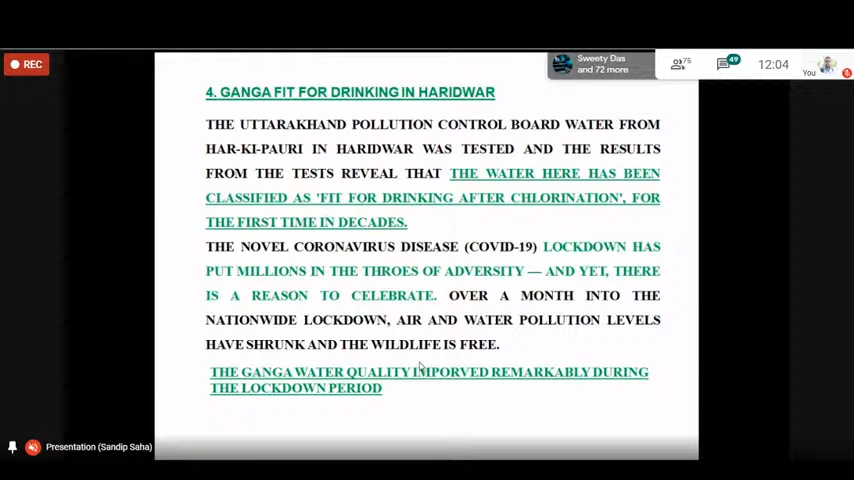 REC
Sweety Das
and 72 more
75
49
12:04
You
4. GANGA FIT FOR DRINKING IN HARIDWAR
THE UTTARAKHAND POLLUTION CONTROL BOARD WATER FROM
HAR-KI-PAURI IN HARIDWAR WAS TESTED AND THE RESULTS
FROM THE TESTS REVEAL THAT THE WATER HERE HAS BEEN
CLASSIFIED AS 'FIT FOR DRINKING AFTER CHLORINATION', FOR
THE FIRST TIME IN DECADES.
THE NOVEL CORONAVIRUS DISEASE (COVID-19) LOCKDOWN HAS
PUT MILLIONS IN THE THROES OF ADVERSITY — AND YET, THERE
IS A REASON TO CELEBRATE. OVER A MONTH INTO THE
NATIONWIDE LOCKDOWN, AIR AND WATER POLLUTION LEVELS
HAVE SHRUNK AND THE WILDLIFE IS FREE.
THE GANGA WATER QUALITY IMPORVED REMARKABLY DURING
THE LOCKDOWN PERIOD
Presentation (Sandip Saha)